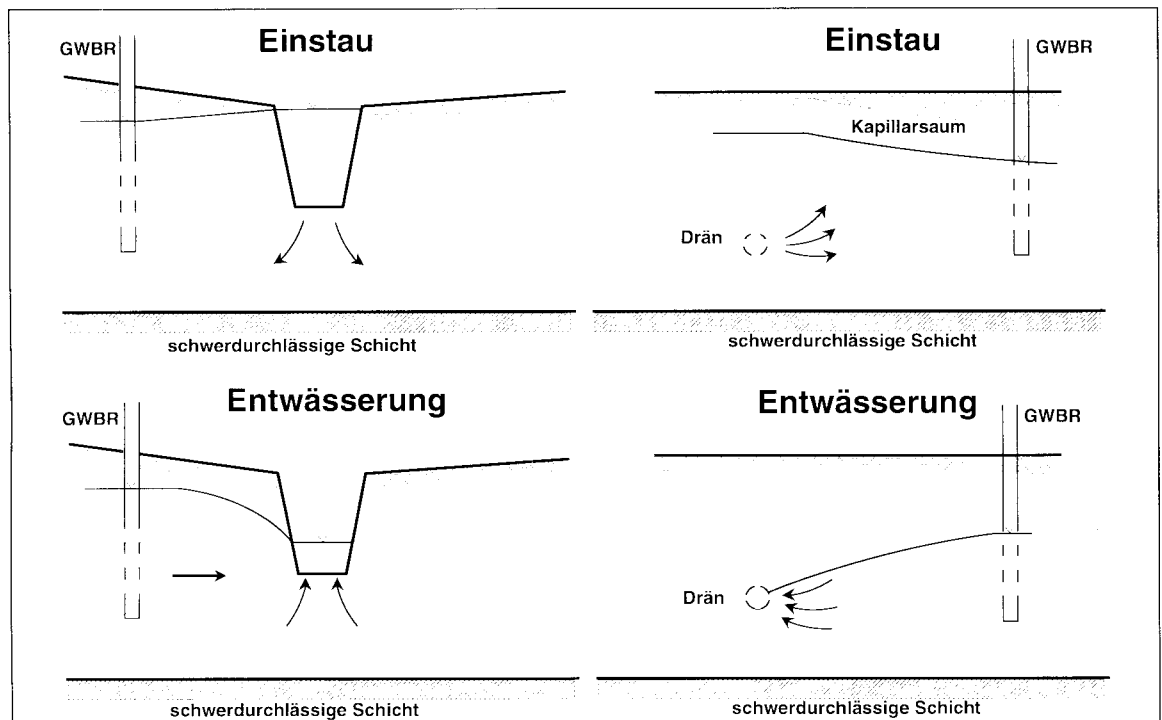 Einstau
GWBR
schwerdurchlässige Schicht
Einstau
GWBR
Kapillarsaum
Drän
schwerdurchlässige Schicht
Entwässerung
GWBR
schwerdurchlässige Schicht
Entwässerung
GWBR
Drän
schwerdurchlässige Schicht